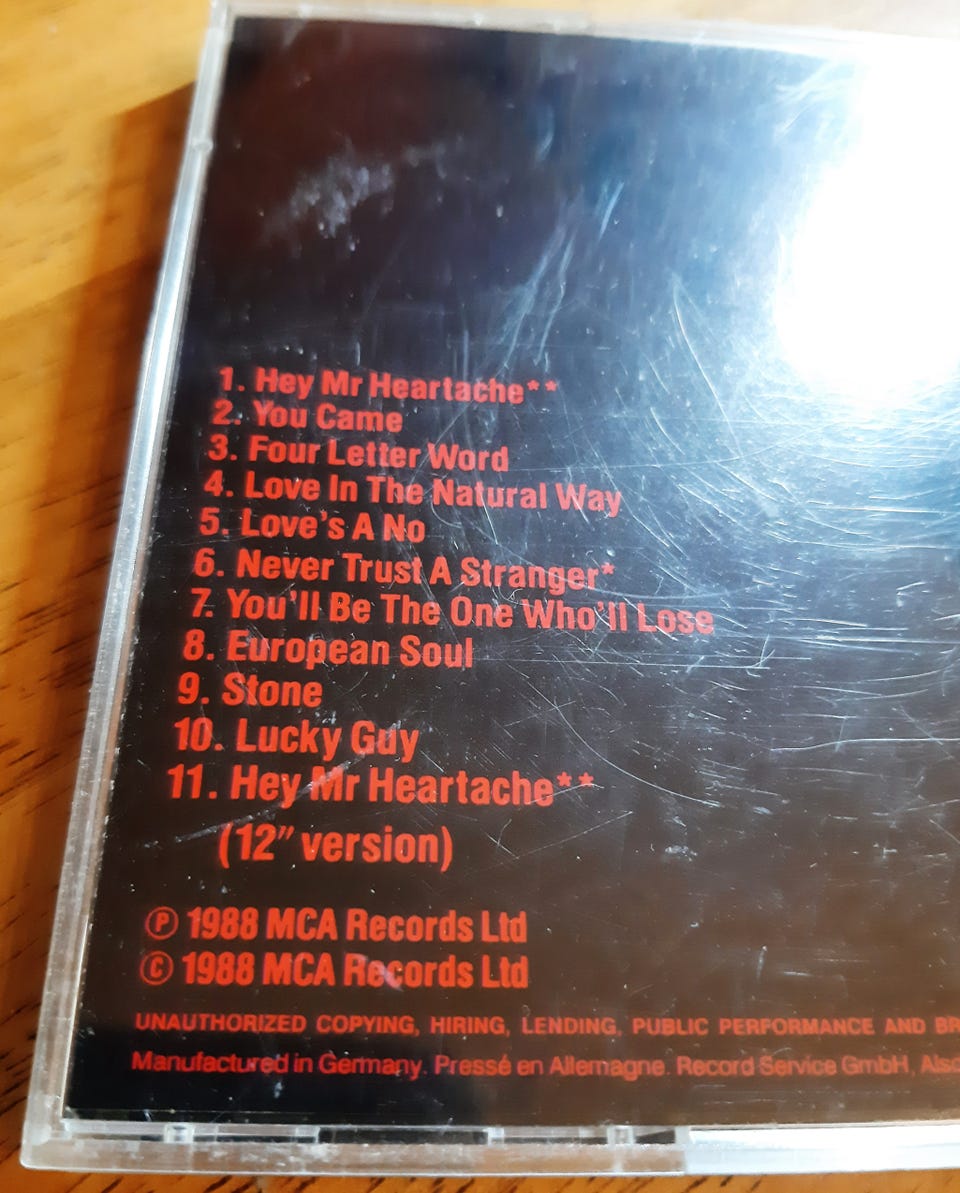 1. Hey Mr Heartache**
2. You Came
3. Four Letter Word
4. Love In The Natural Way
5. Love's A No
6. Never Trust A Stranger*
7. You'll Be The One Who'll Lose
8. European Soul
9. Stone
10. Lucky Guy
11. Hey Mr Heartache**
(12" version)
℗ 1988 MCA Records Ltd
© 1988 MCA Records Ltd
UNAUTHORIZED COPYING, HIRING, LENDING, PUBLIC PERFORMANCE AND
Manufactured in Germany. Pressé en Allemagne. Record Service GmbH,